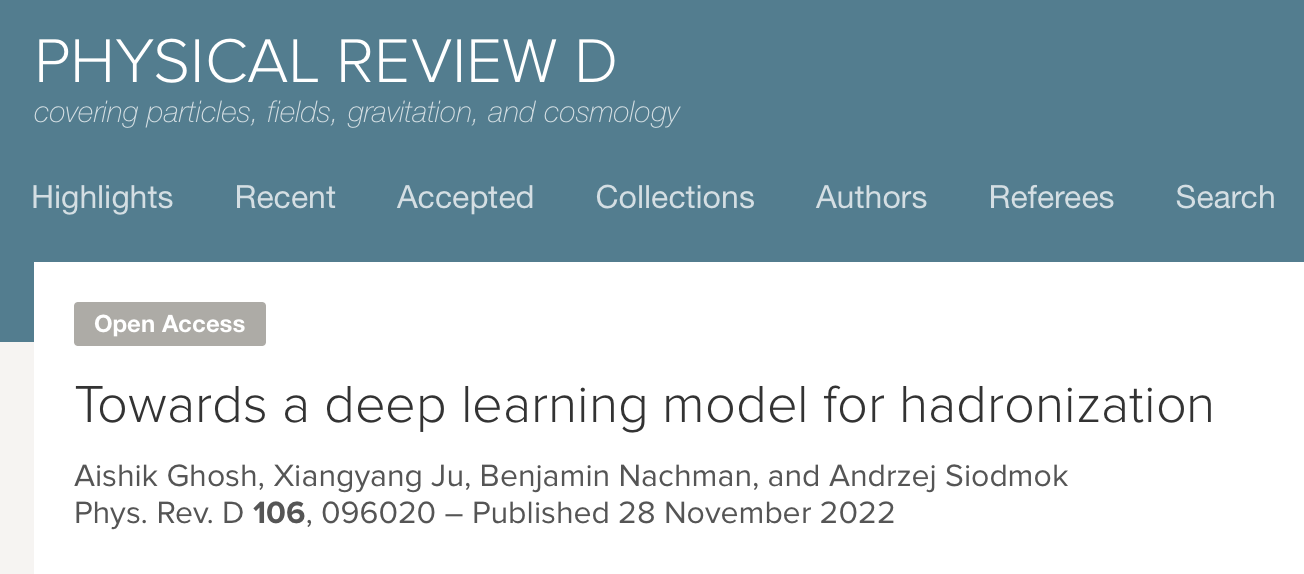 PHYSICAL REVIEW D
covering particles, fields, gravitation, and cosmology
Highlights Recent Accepted Collections Authors Referees Search
Open Access
Towards a deep learning model for hadronization
Aishik Ghosh, Xiangyang Ju, Benjamin Nachman, and Andrzej Siodmok
Phys. Rev. D 106, 096020 – Published 28 November 2022